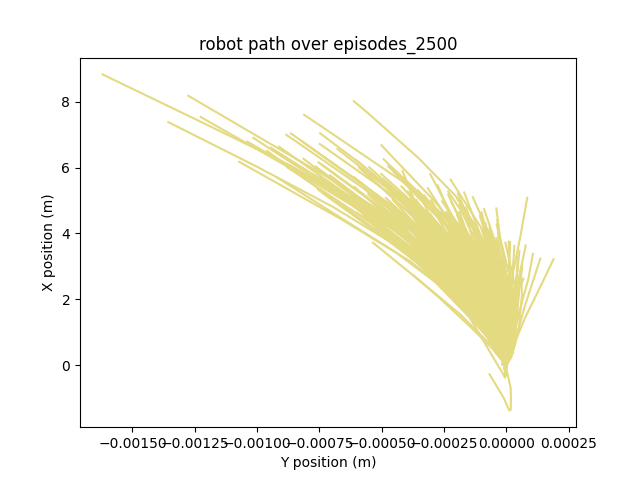 robot path over episodes_2500
X position (m)
8
6
4
2
0
−0.00150 −0.00125 −0.00100 −0.00075 −0.00050 −0.00025 0.00000 0.00025
Y position (m)